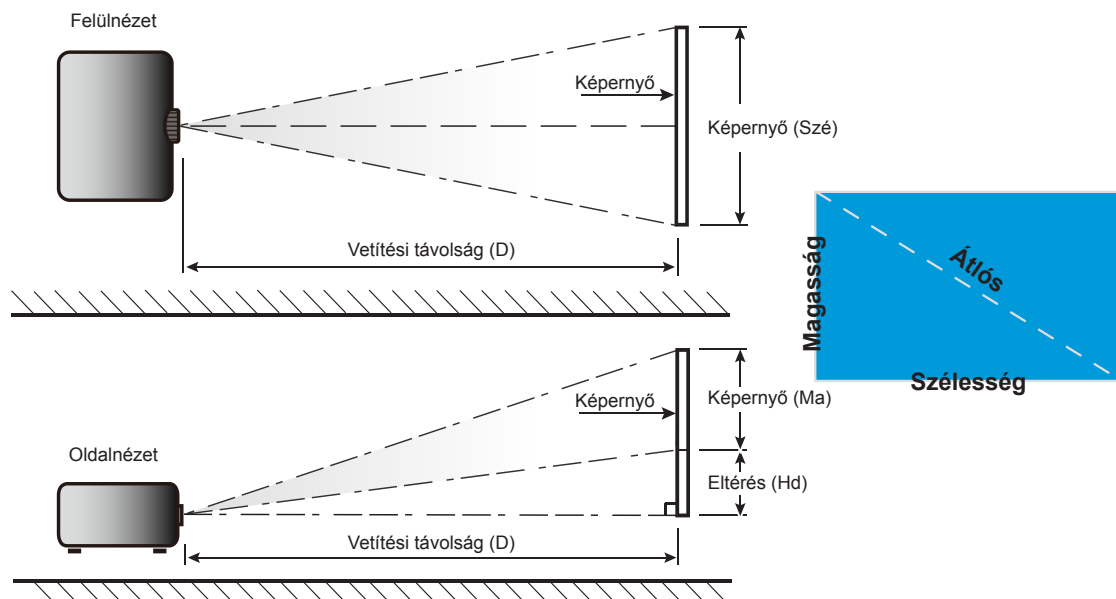 Felülnézet
Képernyő
Képernyő (Szé)
Vetítési távolság (D)
Magasság
Átlós
Szélesség
Képernyő
Képernyő (Ma)
Oldalnézet
Eltérés (Hd)
Vetítési távolság (D)